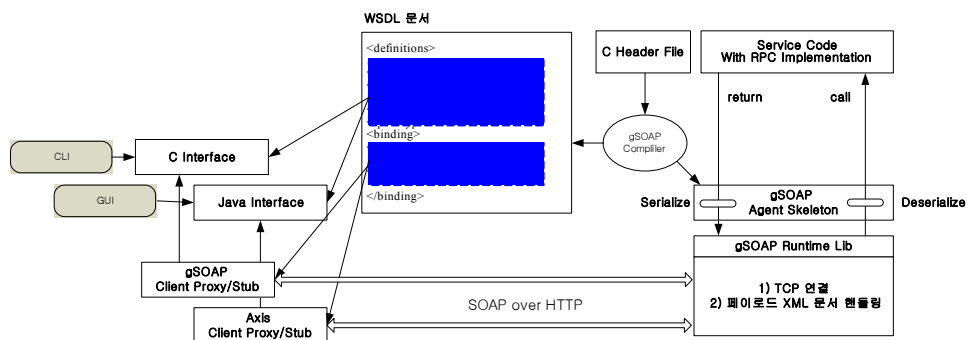 WSDL 문서
<definitions>
<binding>
</binding>
C Header File
Service Code
With RPC Implementation
return
call
gSOAP
Compliler
CLI
C Interface
GUI
Java Interface
Serialize
gSOAP
Agent Skeleton
Deserialize
gSOAP Runtime Lib
1) TCP 연결
2) 페이로드 XML 문서 핸들링
gSOAP
Client Proxy/Stub
SOAP over HTTP
Axis
Client Proxy/Stub